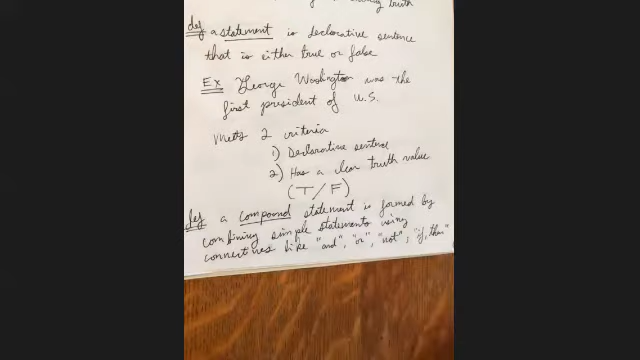 truth
def a statement is declarative sentence
that is either true or false
Ex George Washington was the
first president of U.S.
Meets 2 criteria
1) Declarative sentence
2) Has a clear truth value
(T/F)
def a compound statement is formed by
combining simple statements using
connectives like "and", "or", "not", "if, then"